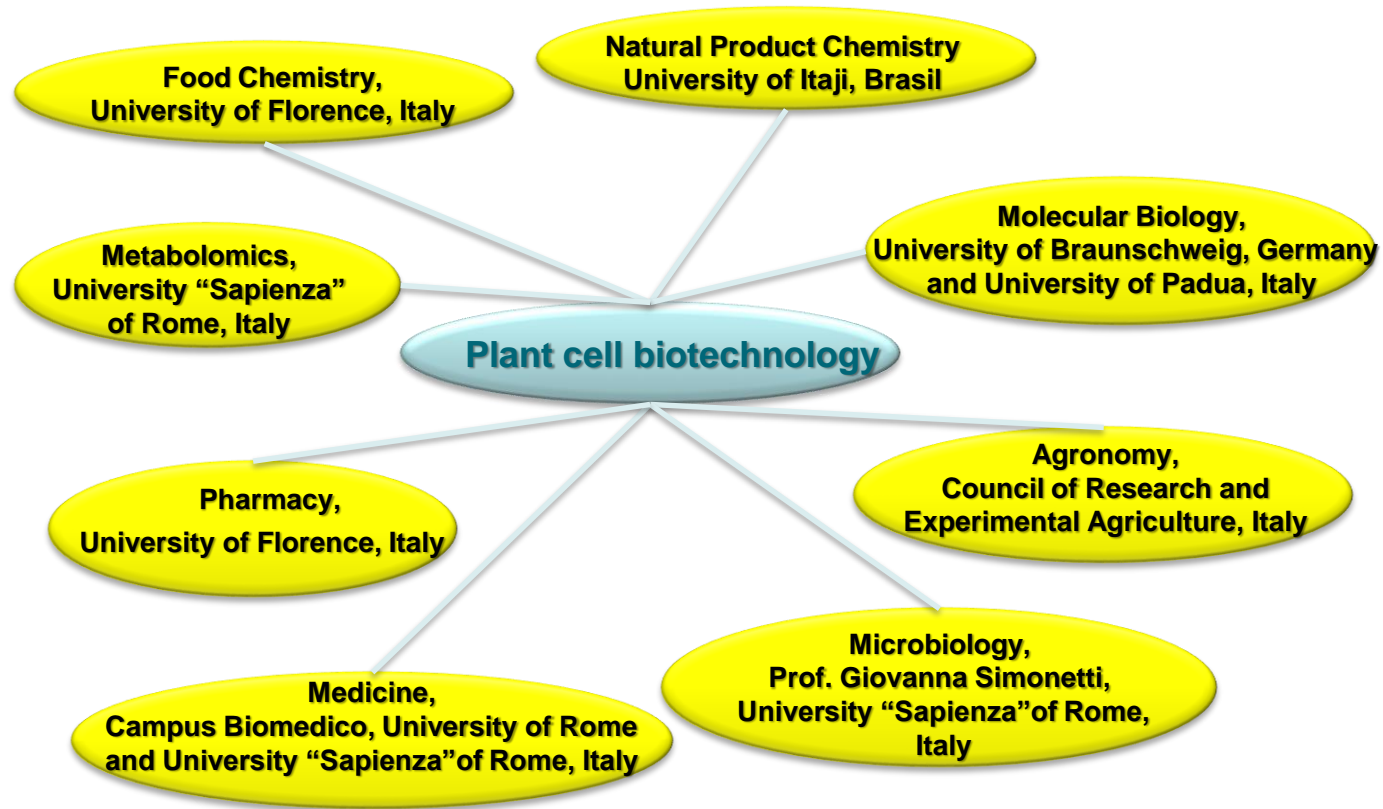 Food Chemistry,
University of Florence, Italy
Natural Product Chemistry
University of Itaji, Brasil
Metabolomics,
University “Sapienza”
of Rome, Italy
Molecular Biology,
University of Braunschweig, Germany
and University of Padua, Italy
Plant cell biotechnology
Pharmacy,
University of Florence, Italy
Agronomy,
Council of Research and
Experimental Agriculture, Italy
Medicine,
Campus Biomedico, University of Rome
and University “Sapienza”of Rome, Italy
Microbiology,
Prof. Giovanna Simonetti,
University “Sapienza”of Rome,
Italy